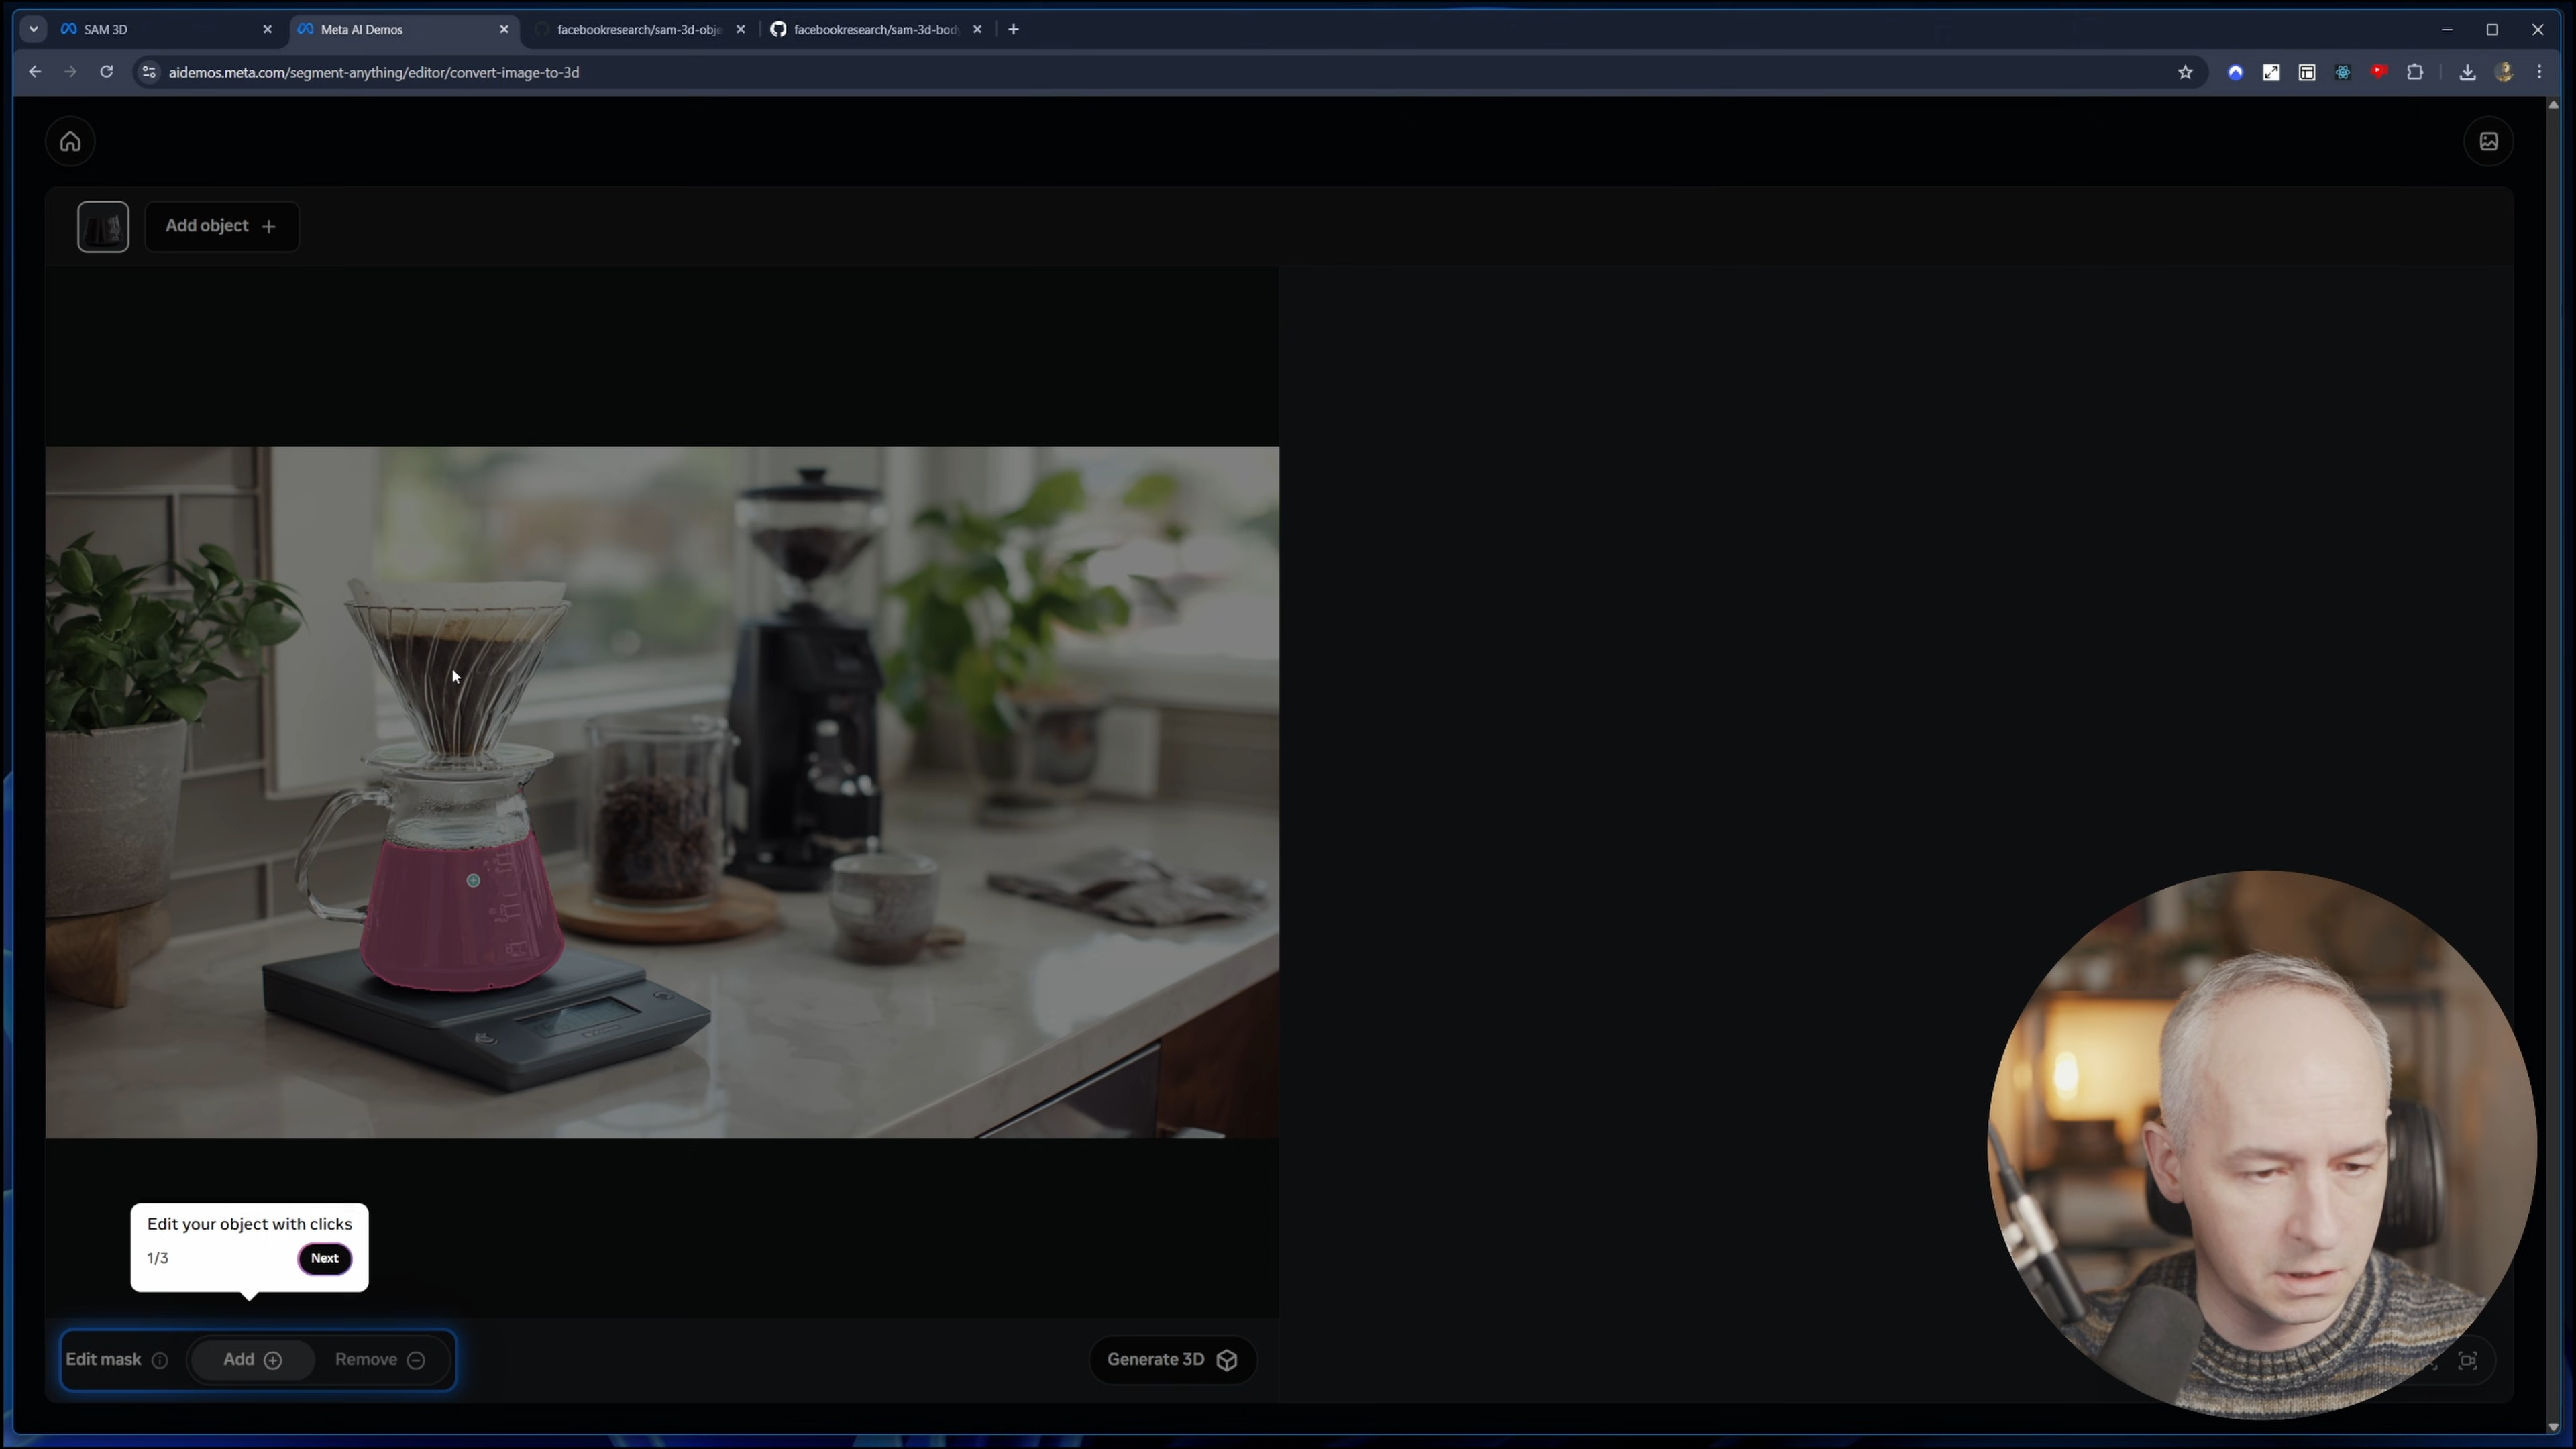 SAM 3D
Meta AI Demos
facebookresearch/sam-3d-obje
facebookresearch/sam-3d-body
aidemos.meta.com/segment-anything/editor/convert-image-to-3d
Add object
Edit your object with clicks
1/3
Next
Edit mask
Add
Remove
Generate 3D